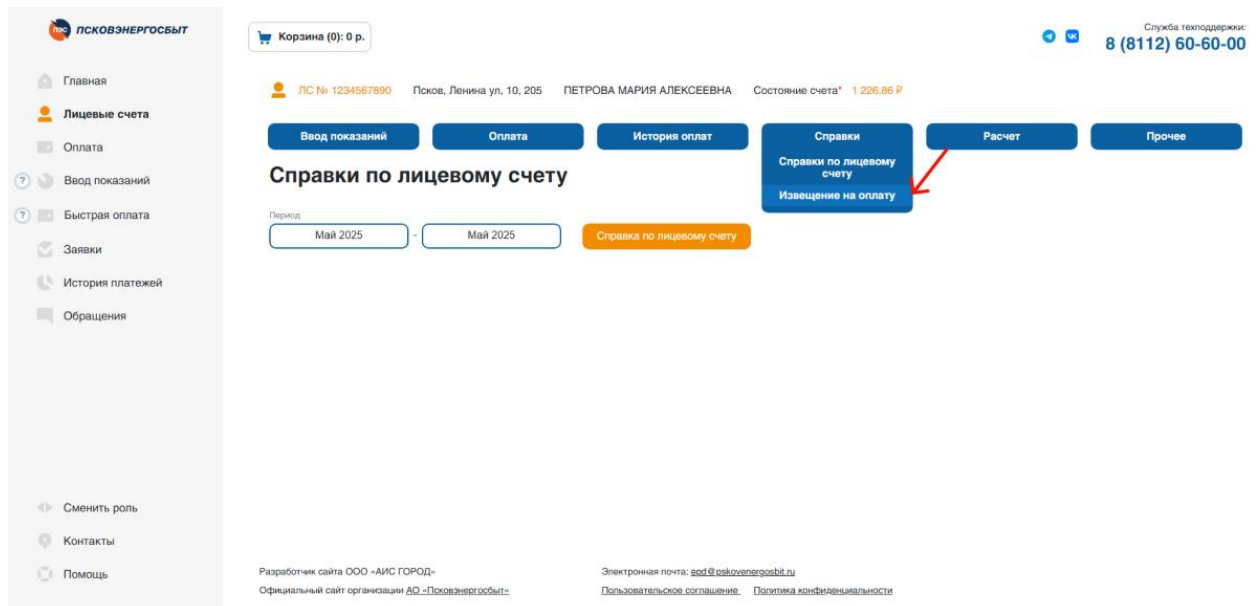 ПСКОВЭНЕРГОСБЫТ
Главная
Лицевые счета
Оплата
? Ввод показаний
? Быстрая оплата
Заявки
История платежей
Обращения
Сменить роль
Контакты
Помощь
Корзина (0): 0 р.
Служба техподдержки:
8 (8112) 60-60-00
ЛС № 1234567890 Псков, Ленина ул, 10, 205 ПЕТРОВА МАРИЯ АЛЕКСЕЕВНА Состояние счета* 1 226,86 ₽
Ввод показаний Оплата История оплат Справки Расчет Прочее
Справки по лицевому
счету
Извещение на оплату
Справки по лицевому счету
Период
Май 2025 - Май 2025 Справка по лицевому счету
Разработчик сайта ООО «АИС ГОРОД» Электронная почта: epd@pskovenergosbit.ru
Официальный сайт организации АО «Псковэнергосбыт» Пользовательское соглашение Политика конфиденциальности